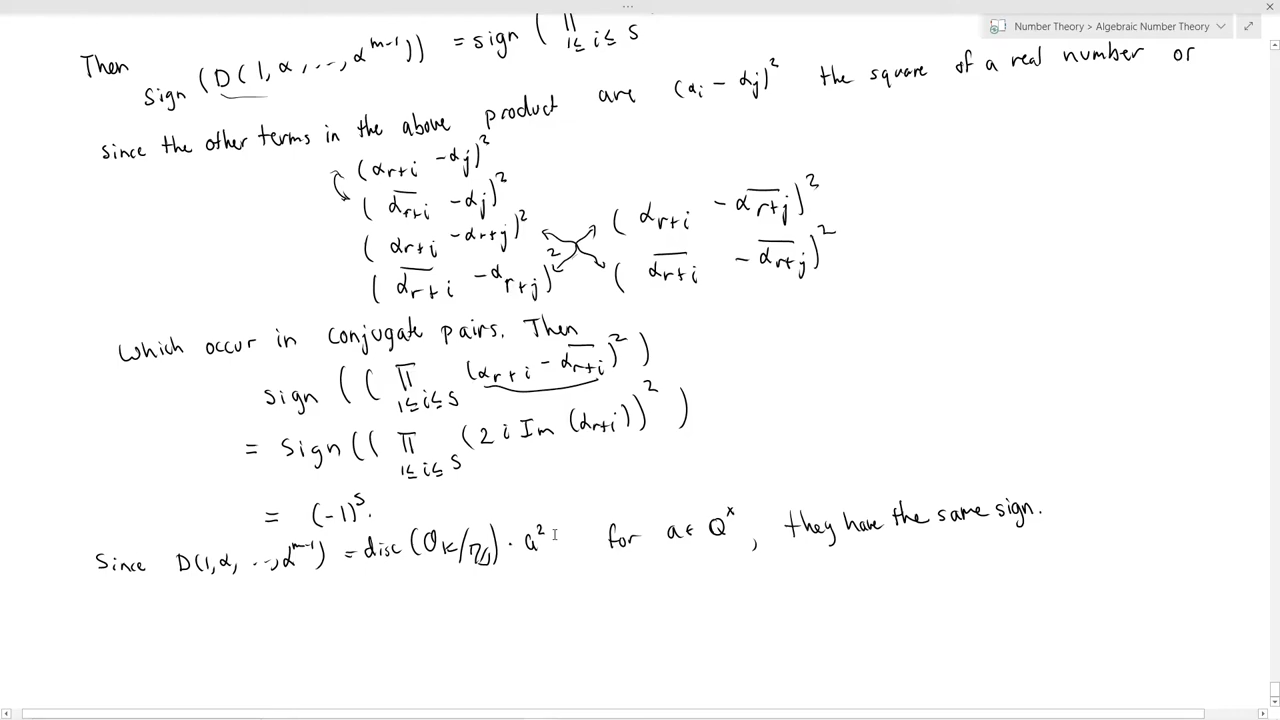 Number Theory > Algebraic Number Theory
Then
sign (D(1, α, ..., α^{m-1})) = sign ( ∏_{1≤i≤s}
since the other terms in the above product are (αᵢ - αⱼ)² the square of a real number or
(α_{r+i} - αⱼ)²
(\overline{α_{r+i}} - αⱼ)²
(α_{r+i} - α_{r+j})² (α_{r+i} - \overline{α_{r+j}})²
(\overline{α_{r+i}} - α_{r+j})² (\overline{α_{r+i}} - \overline{α_{r+j}})²
Which occur in conjugate pairs. Then
sign (( ∏_{1≤i≤s} (α_{r+i} - \overline{α_{r+i}})² )
= sign (( ∏_{1≤i≤s} (2 i Im (α_{r+i}))² )
= (-1)^s.
Since D(1, α, ..., α^{m-1}) = disc (O_K/ℤ) · a² for a ∈ Q^×, they have the same sign.